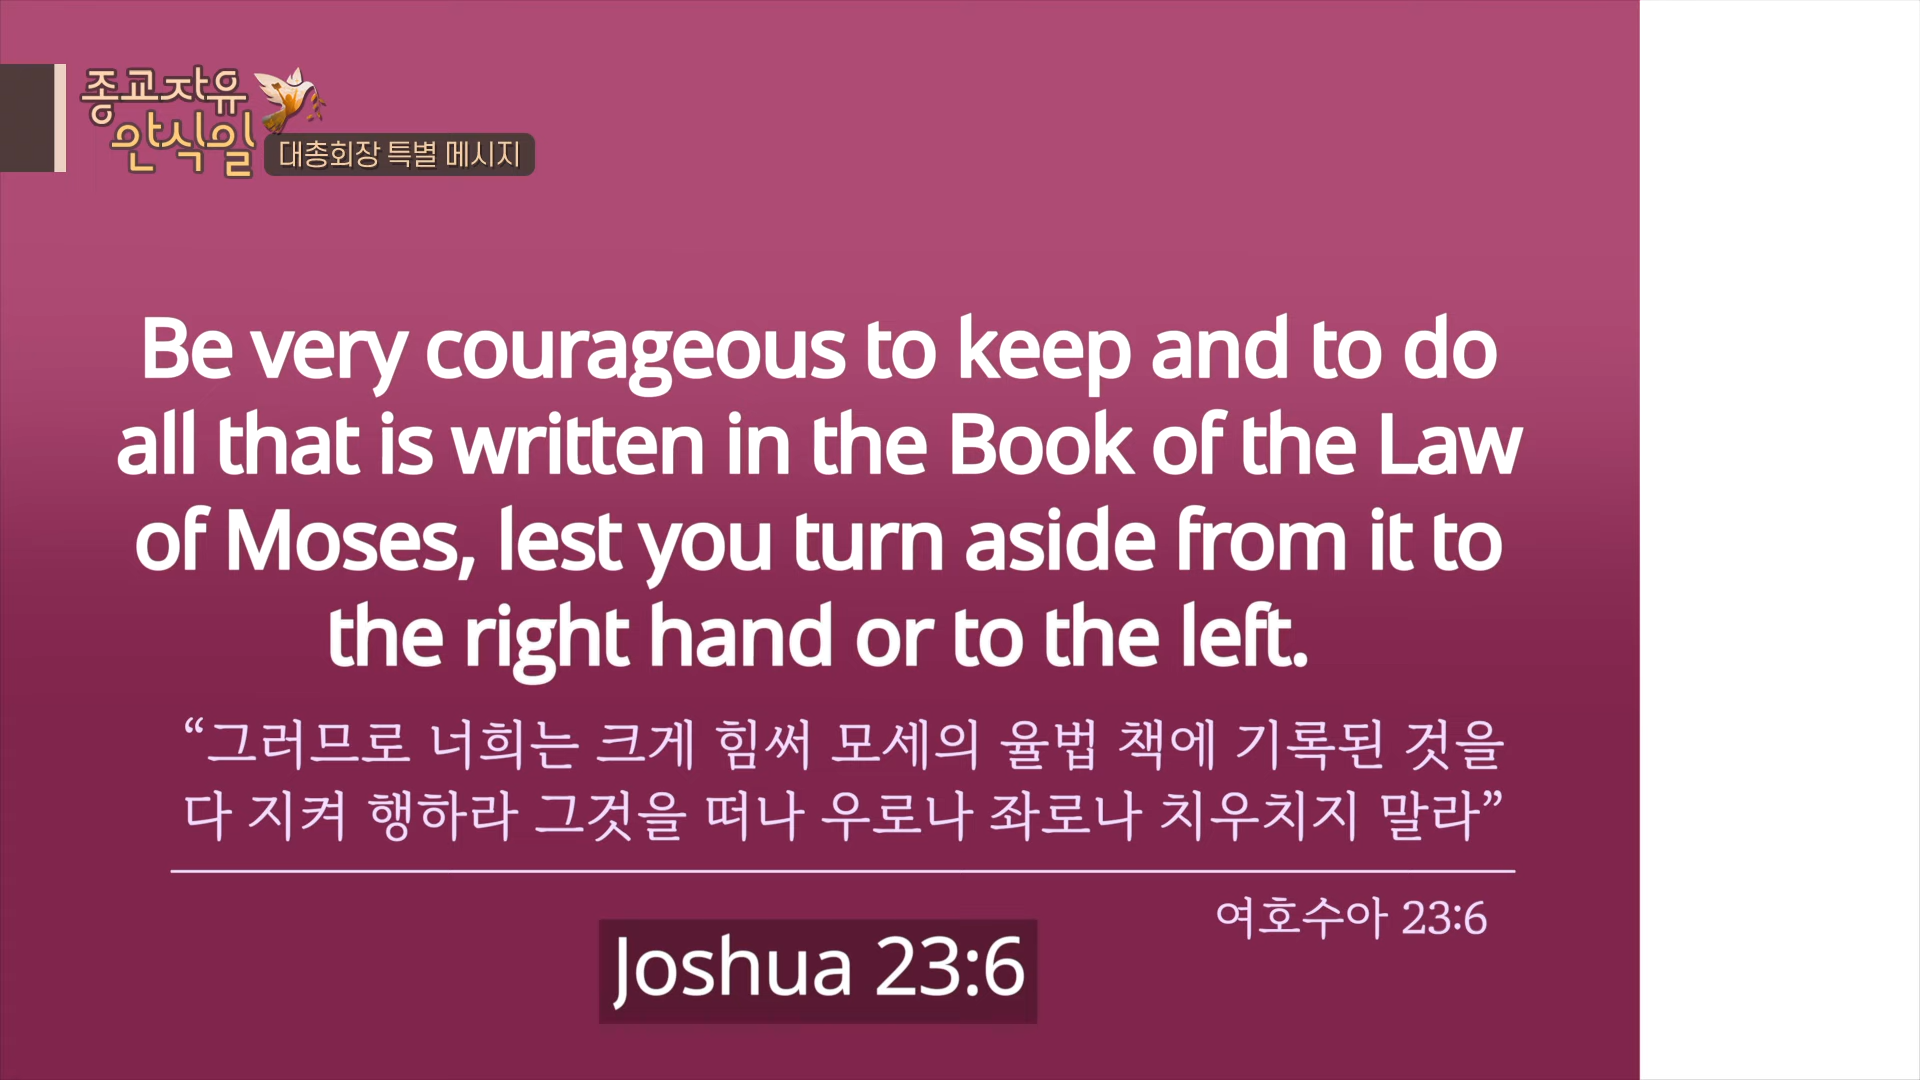 종교자유
안식일
대총회장 특별 메시지
Be very courageous to keep and to do
all that is written in the Book of the Law
of Moses, lest you turn aside from it to
the right hand or to the left.
“그러므로 너희는 크게 힘써 모세의 율법 책에 기록된 것을
다 지켜 행하라 그것을 떠나 우로나 좌로나 치우치지 말라”
여호수아 23:6
Joshua 23:6